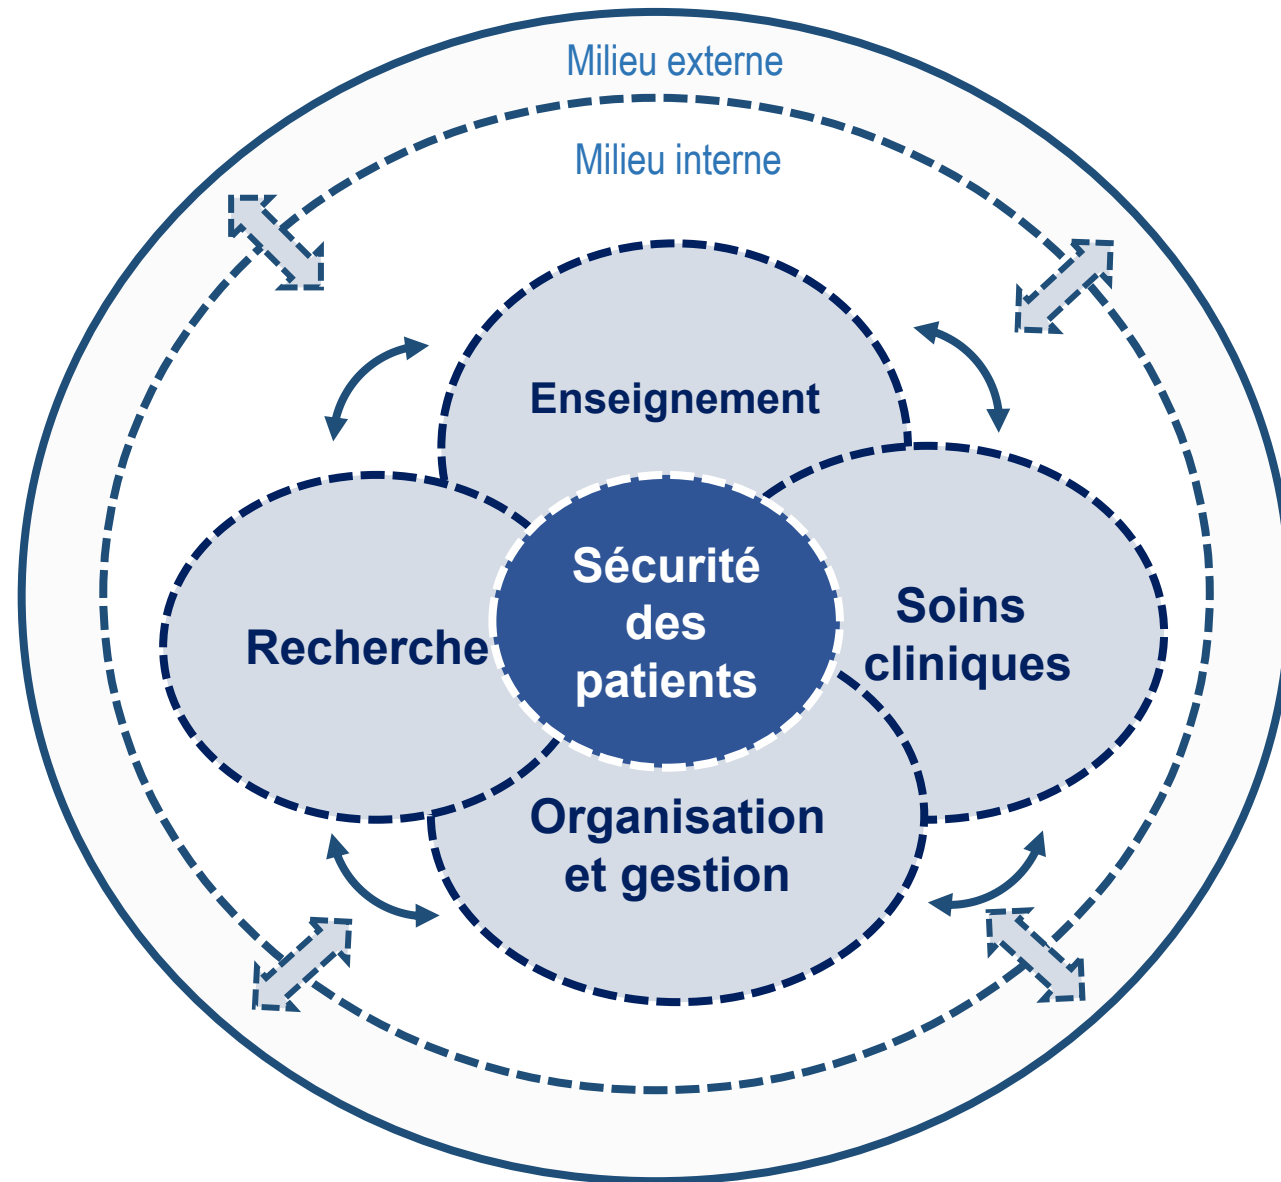 Milieu externe
Milieu interne
Enseignement
Sécurité
des
patients
Soins
cliniques
Recherche
Organisation
et gestion